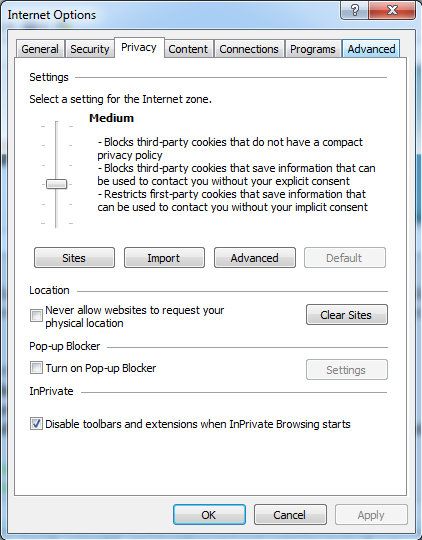 Internet Options
General Security Privacy Content Connections Programs Advanced
Settings
Select a setting for the Internet zone.
Medium
- Blocks third-party cookies that do not have a compact
privacy policy
- Blocks third-party cookies that save information that can
be used to contact you without your explicit consent
- Restricts first-party cookies that save information that
can be used to contact you without your implicit consent
Sites Import Advanced Default
Location
Never allow websites to request your
physical location
Clear Sites
Pop-up Blocker
Turn on Pop-up Blocker
Settings
InPrivate
Disable toolbars and extensions when InPrivate Browsing starts
OK Cancel Apply